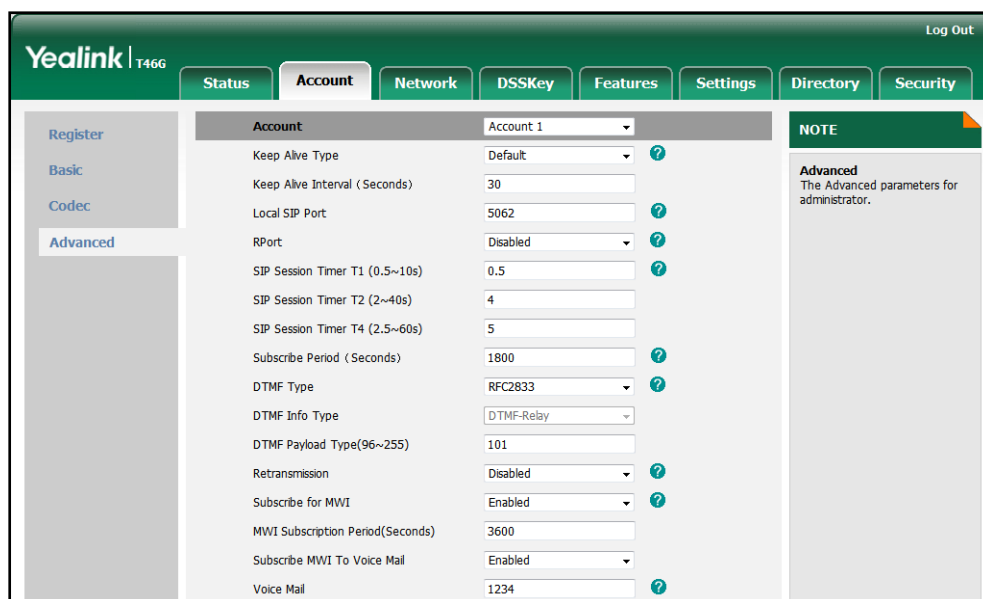 Log Out
Yealink | T46G
Status Account Network DSSKey Features Settings Directory Security
Register
Basic
Codec
Advanced
Account Account 1
Keep Alive Type Default ?
Keep Alive Interval (Seconds) 30
Local SIP Port 5062 ?
RPort Disabled ?
SIP Session Timer T1 (0.5~10s) 0.5 ?
SIP Session Timer T2 (2~40s) 4
SIP Session Timer T4 (2.5~60s) 5
Subscribe Period (Seconds) 1800 ?
DTMF Type RFC2833 ?
DTMF Info Type DTMF-Relay
DTMF Payload Type(96~255) 101
Retransmission Disabled ?
Subscribe for MWI Enabled ?
MWI Subscription Period(Seconds) 3600
Subscribe MWI To Voice Mail Enabled
Voice Mail 1234 ?
NOTE
Advanced
The Advanced parameters for
administrator.